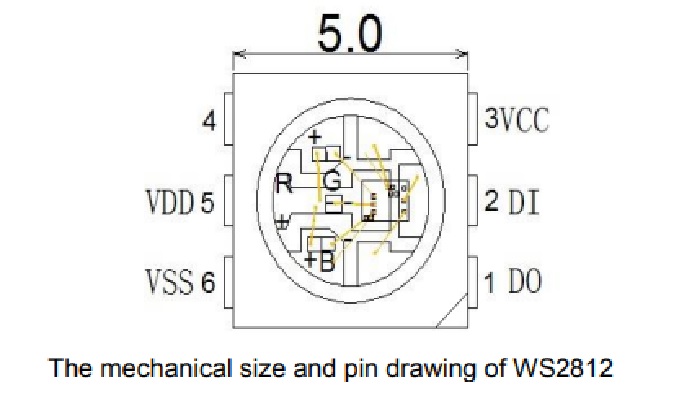 5.0
4 3VCC
+
R G
VDD 5 2 DI
+
+B
VSS 6 1 DO
The mechanical size and pin drawing of WS2812